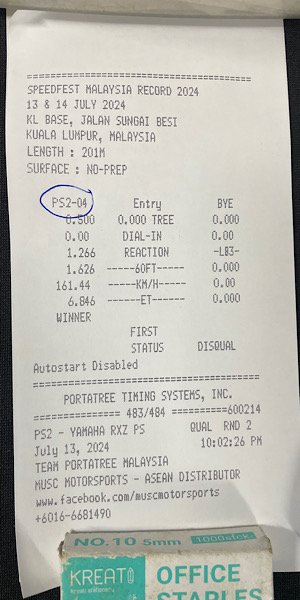 ===================================
SPEEDFEST MALAYSIA RECORD 2024
13 & 14 JULY 2024
KL BASE, JALAN SUNGAI BESI
KUALA LUMPUR, MALAYSIA
LENGTH : 201M
SURFACE : NO-PREP
PS2-04 Entry BYE
0.500 0.000 TREE 0.000
0.00 DIAL-IN 0.00
1.266 REACTION -L83-
1.626 -----60FT----- 0.000
161.44 -----KM/H----- 0.00
6.846 ------ET------ 0.000
WINNER
FIRST
STATUS DISQUAL
Autostart Disabled
===================================
PORTATREE TIMING SYSTEMS, INC.
=========== 483/484 ==========600214
PS2 - YAMAHA RXZ PS QUAL RND 2
July 13, 2024 10:02:26 PM
TEAM PORTATREE MALAYSIA
MUSC MOTORSPORTS - ASEAN DISTRIBUTOR
www.facebook.com/muscmotorsports
+6016-6681490
NO.10 5mm 1000stck
KREATO OFFICE
kreati stationery
STAPLES